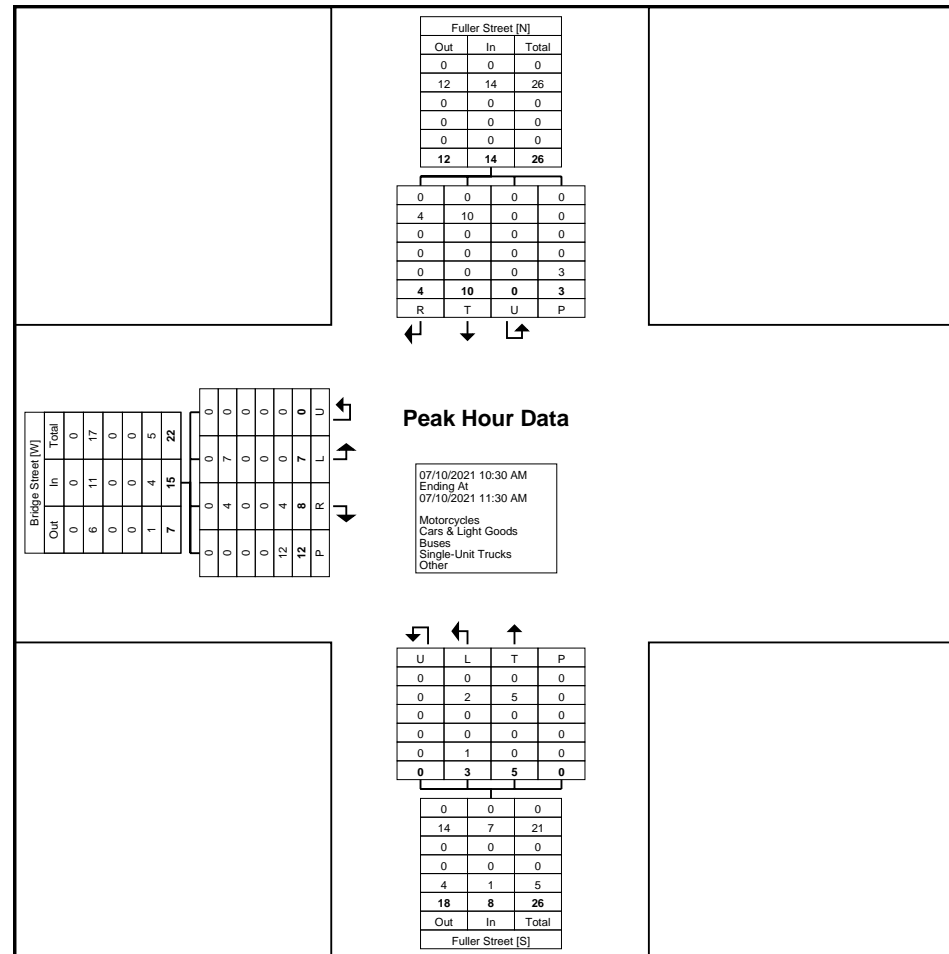 Fuller Street [N]
Out In Total
0 0 0
12 14 26
0 0 0
0 0 0
0 0 0
12 14 26
0 0 0 0
4 10 0 0
0 0 0 0
0 0 0 0
0 0 0 3
4 10 0 3
R T U P
Bridge Street [W]
Total 0 17 0 0 5 22
In 0 11 0 0 4 15
Out 0 6 0 0 1 7
0 0 0 0 0 0 U
0 7 0 0 0 7 L
0 4 0 0 4 8 R
0 0 0 0 12 12 P
Peak Hour Data
07/10/2021 10:30 AM
Ending At
07/10/2021 11:30 AM
Motorcycles
Cars & Light Goods
Buses
Single-Unit Trucks
Other
U L T P
0 0 0 0
0 2 5 0
0 0 0 0
0 0 0 0
0 1 0 0
0 3 5 0
0 0 0
14 7 21
0 0 0
0 0 0
4 1 5
18 8 26
Out In Total
Fuller Street [S]